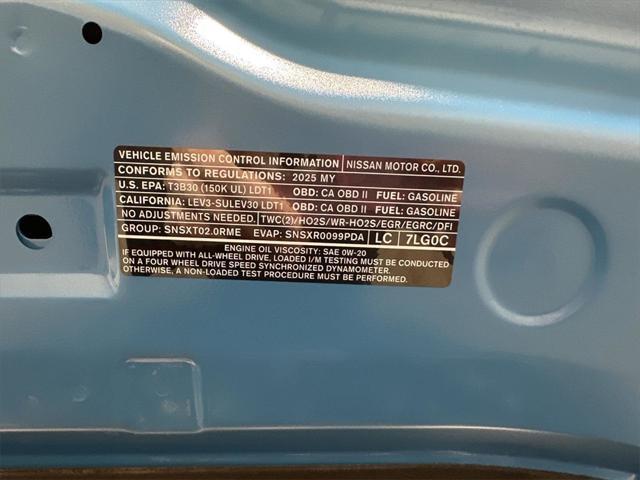 VEHICLE EMISSION CONTROL INFORMATION NISSAN MOTOR CO., LTD.
CONFORMS TO REGULATIONS: 2025 MY
U.S. EPA: T3B30 (150K UL) LDT1 OBD: CA OBD II FUEL: GASOLINE
CALIFORNIA: LEV3-SULEV30 LDT1 OBD: CA OBD II FUEL: GASOLINE
NO ADJUSTMENTS NEEDED. TWC(2)/HO2S/WR-HO2S/EGR/EGRC/DFI
GROUP: SNSXT02.0RME EVAP: SNSXR0099PDA LC 7LG0C
ENGINE OIL VISCOSITY: SAE 0W-20
IF EQUIPPED WITH ALL-WHEEL DRIVE, LOADED I/M TESTING MUST BE CONDUCTED
ON A FOUR WHEEL DRIVE SPEED SYNCHRONIZED DYNAMOMETER.
OTHERWISE, A NON-LOADED TEST PROCEDURE MUST BE PERFORMED.